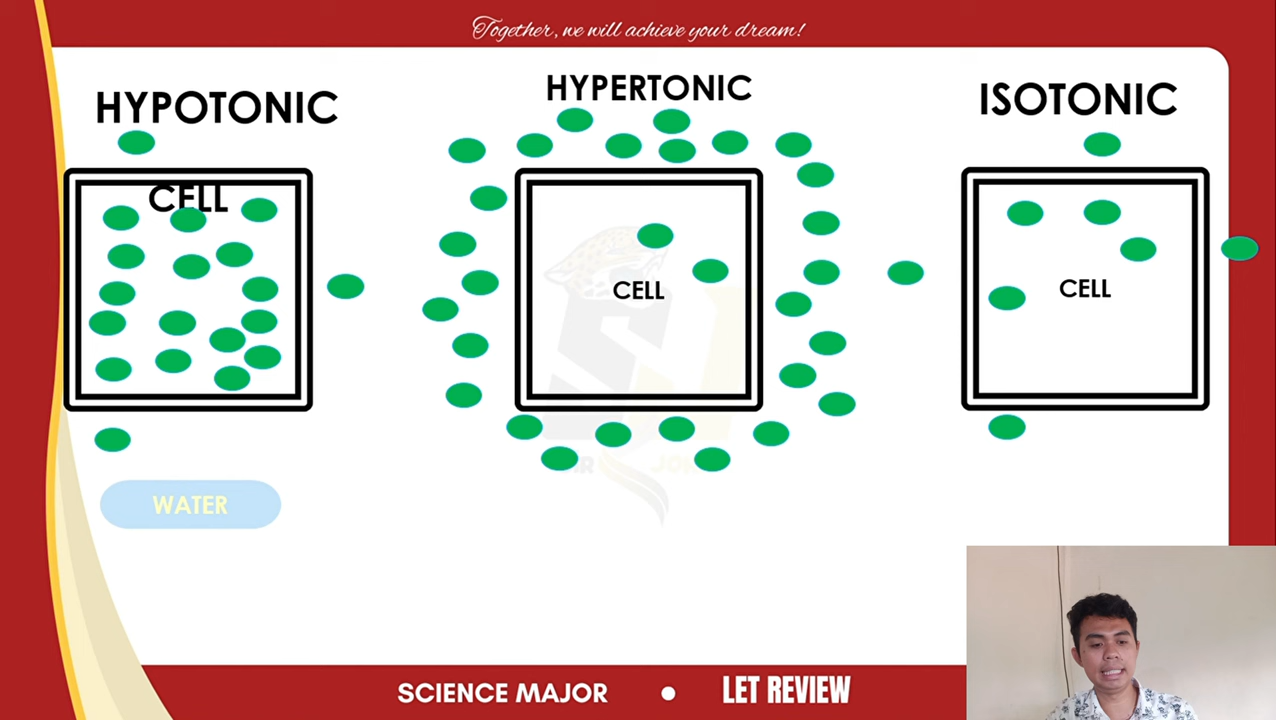 Together, we will achieve your dream!
HYPOTONIC
HYPERTONIC
ISOTONIC
CELL
CELL
CELL
WATER
SCIENCE MAJOR • LET REVIEW